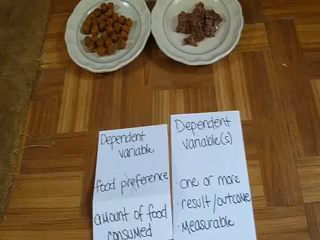 Dependent
variable
food preference
amount of food
consumed
Dependent
Variable(s)
· one or more
· result/outcome
· Measurable